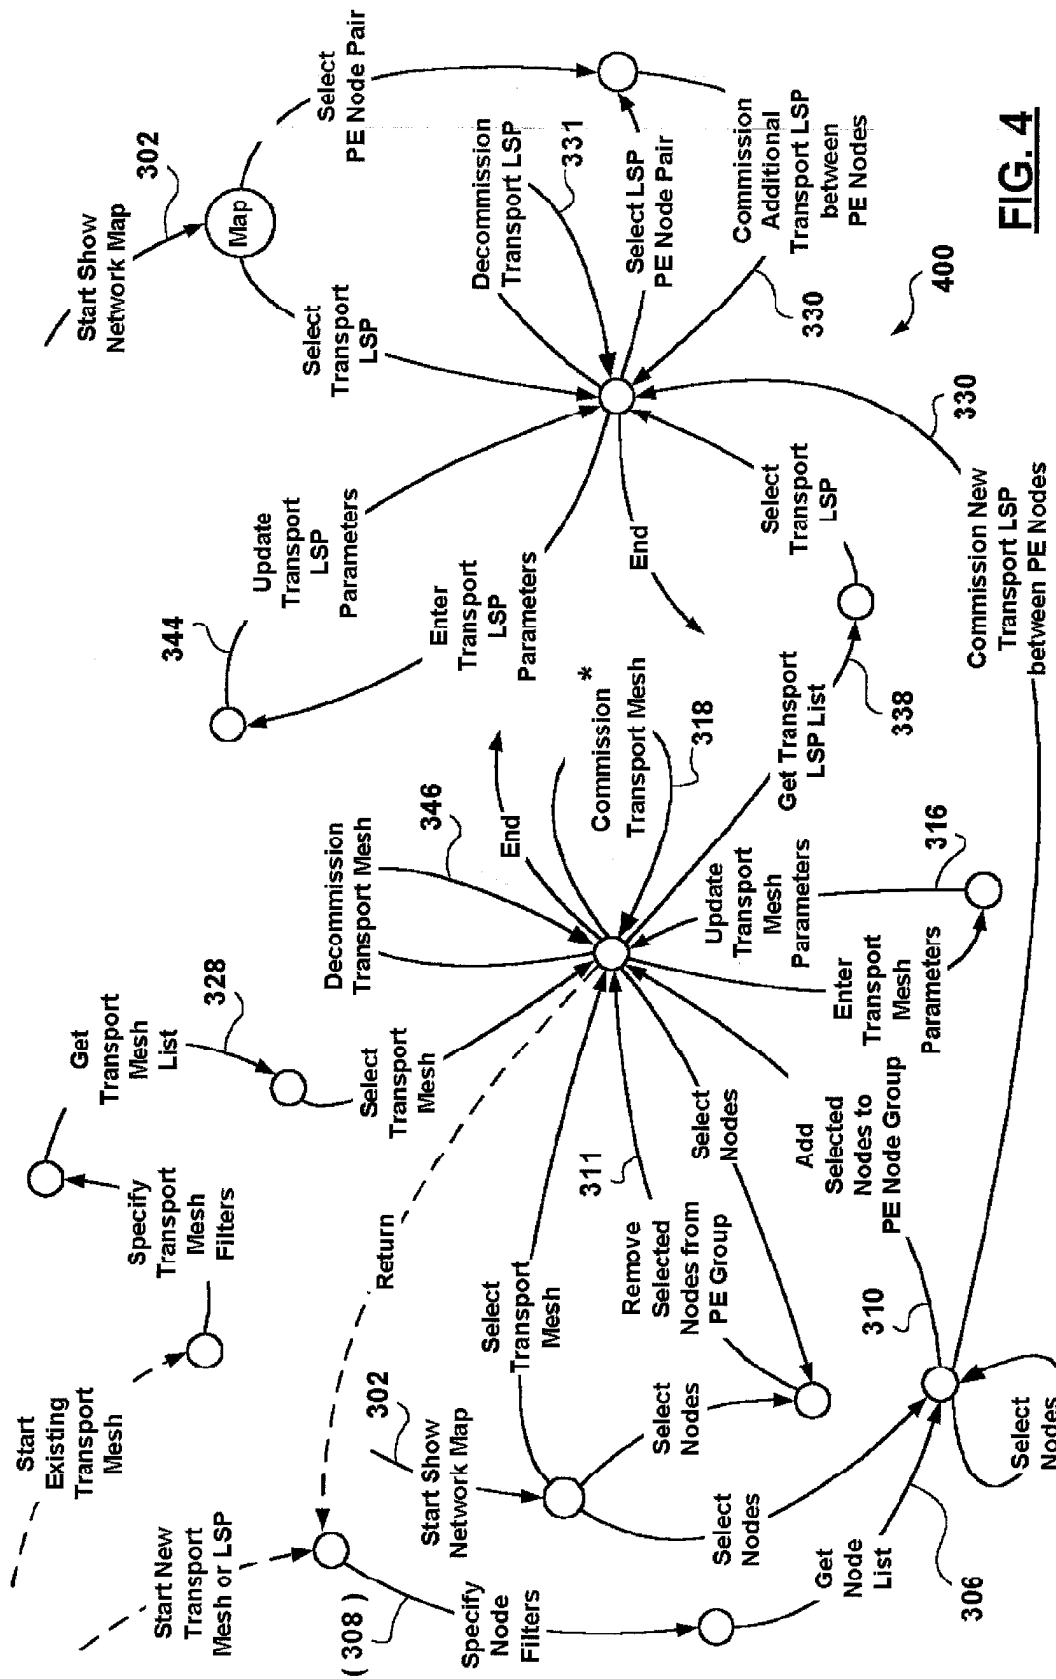 Start New
Transport
Mesh or LSP
Start
Existing
Transport
Mesh
Specify
Transport
Mesh
Filters
Get
Transport
Mesh
List
328
Select
Transport
Mesh
Decommission
Transport Mesh
346
End
344
Update
Transport
LSP
Parameters
Enter
Transport
LSP
Parameters
Start Show
Network Map
302
Map
Select
Transport
LSP
Select
PE Node Pair
Decommission
Transport LSP
331
Select LSP
PE Node Pair
Commission
Additional
Transport LSP
between
PE Nodes
330
( 308 )
Specify
Node
Filters
Start Show
Network Map
302
Return
Select
Transport
Mesh
Select
Nodes
Select
Nodes
Get
Node
List
306
Remove
Selected
Nodes from
PE Group
311
Select
Nodes
Add
Selected
Nodes to
PE Node Group
310
Select
Nodes
Enter
Transport
Mesh
Parameters
Update
Transport
Mesh
Parameters
316
Commission*
Transport Mesh
318
Get Transport
LSP List
338
Select
Transport
LSP
End
Commission New
Transport LSP
between PE Nodes
330
400
FIG. 4